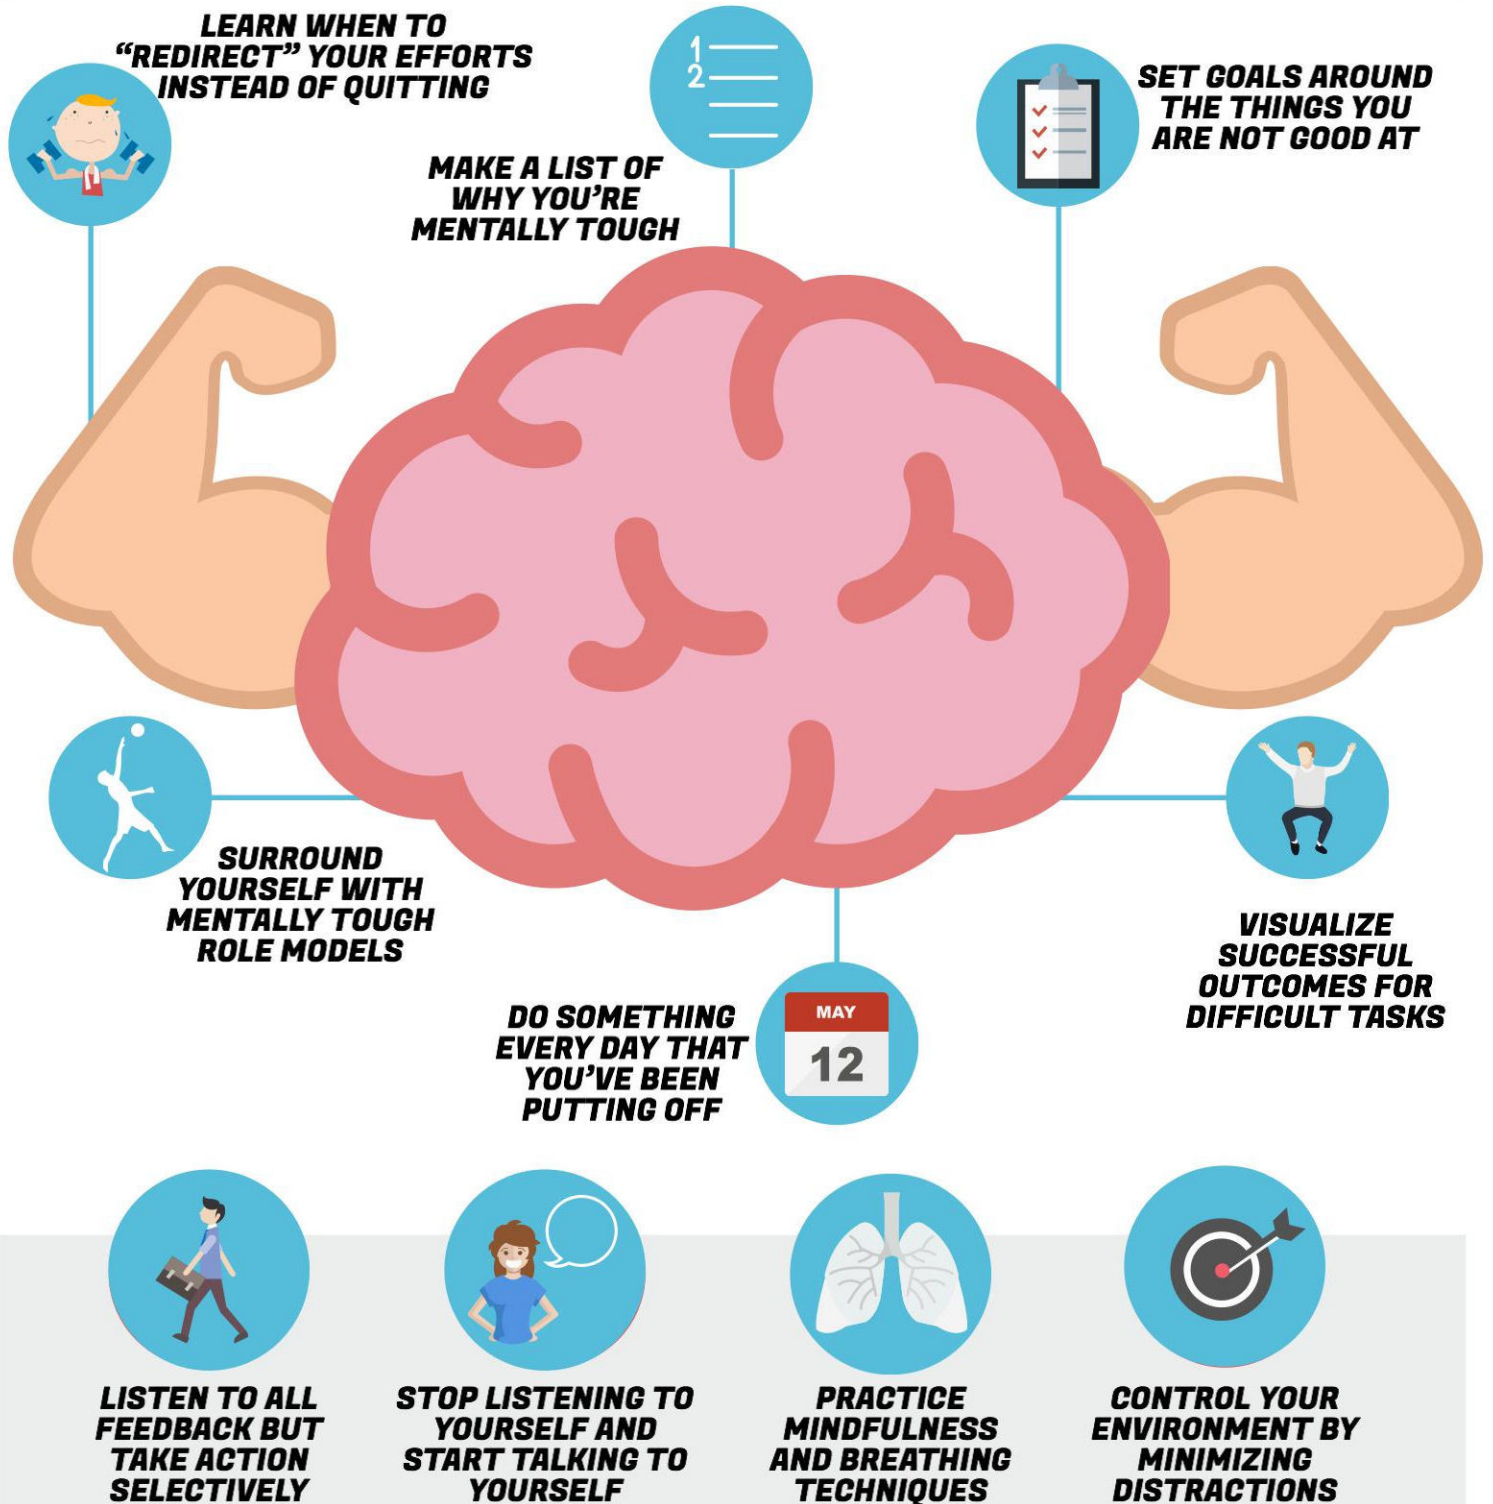 LEARN WHEN TO
“REDIRECT” YOUR EFFORTS
INSTEAD OF QUITTING
1
2
MAKE A LIST OF
WHY YOU’RE
MENTALLY TOUGH
SET GOALS AROUND
THE THINGS YOU
ARE NOT GOOD AT
SURROUND
YOURSELF WITH
MENTALLY TOUGH
ROLE MODELS
VISUALIZE
SUCCESSFUL
OUTCOMES FOR
DIFFICULT TASKS
DO SOMETHING
EVERY DAY THAT
YOU’VE BEEN
PUTTING OFF
MAY
12
LISTEN TO ALL
FEEDBACK BUT
TAKE ACTION
SELECTIVELY
STOP LISTENING TO
YOURSELF AND
START TALKING TO
YOURSELF
PRACTICE
MINDFULNESS
AND BREATHING
TECHNIQUES
CONTROL YOUR
ENVIRONMENT BY
MINIMIZING
DISTRACTIONS